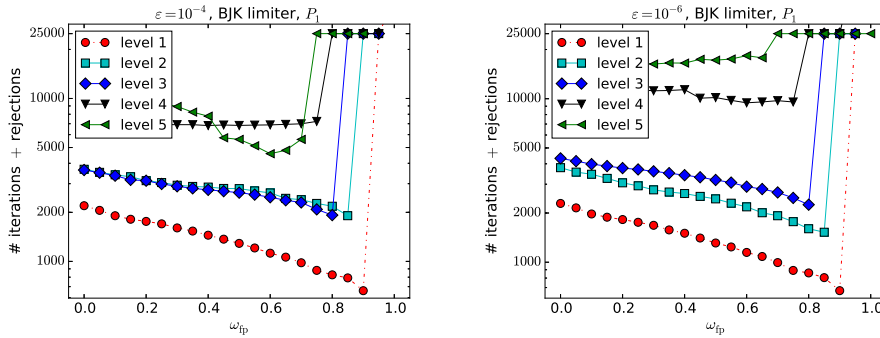 ε=10⁻⁴, BJK limiter, P₁
# iterations + rejections
25000
10000
5000
2000
1000
level 1
level 2
level 3
level 4
level 5
0.0 0.2 0.4 0.6 0.8 1.0
ω_fp
ε=10⁻⁶, BJK limiter, P₁
# iterations + rejections
25000
10000
5000
2000
1000
level 1
level 2
level 3
level 4
level 5
0.0 0.2 0.4 0.6 0.8 1.0
ω_fp